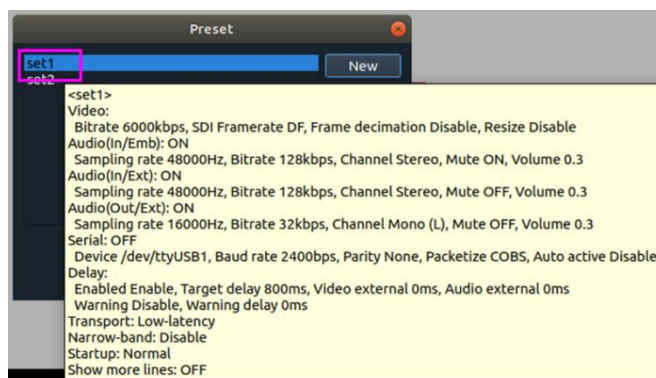 Preset
set1
New
set2
<set1>
Video:
Bitrate 6000kbps, SDI Framerate DF, Frame decimation Disable, Resize Disable
Audio(In/Emb): ON
Sampling rate 48000Hz, Bitrate 128kbps, Channel Stereo, Mute ON, Volume 0.3
Audio(In/Ext): ON
Sampling rate 48000Hz, Bitrate 128kbps, Channel Stereo, Mute OFF, Volume 0.3
Audio(Out/Ext): ON
Sampling rate 16000Hz, Bitrate 32kbps, Channel Mono (L), Mute OFF, Volume 0.3
Serial: OFF
Device /dev/ttyUSB1, Baud rate 2400bps, Parity None, Packetize COBS, Auto active Disable
Delay:
Enabled Enable, Target delay 800ms, Video external 0ms, Audio external 0ms
Warning Disable, Warning delay 0ms
Transport: Low-latency
Narrow-band: Disable
Startup: Normal
Show more lines: OFF